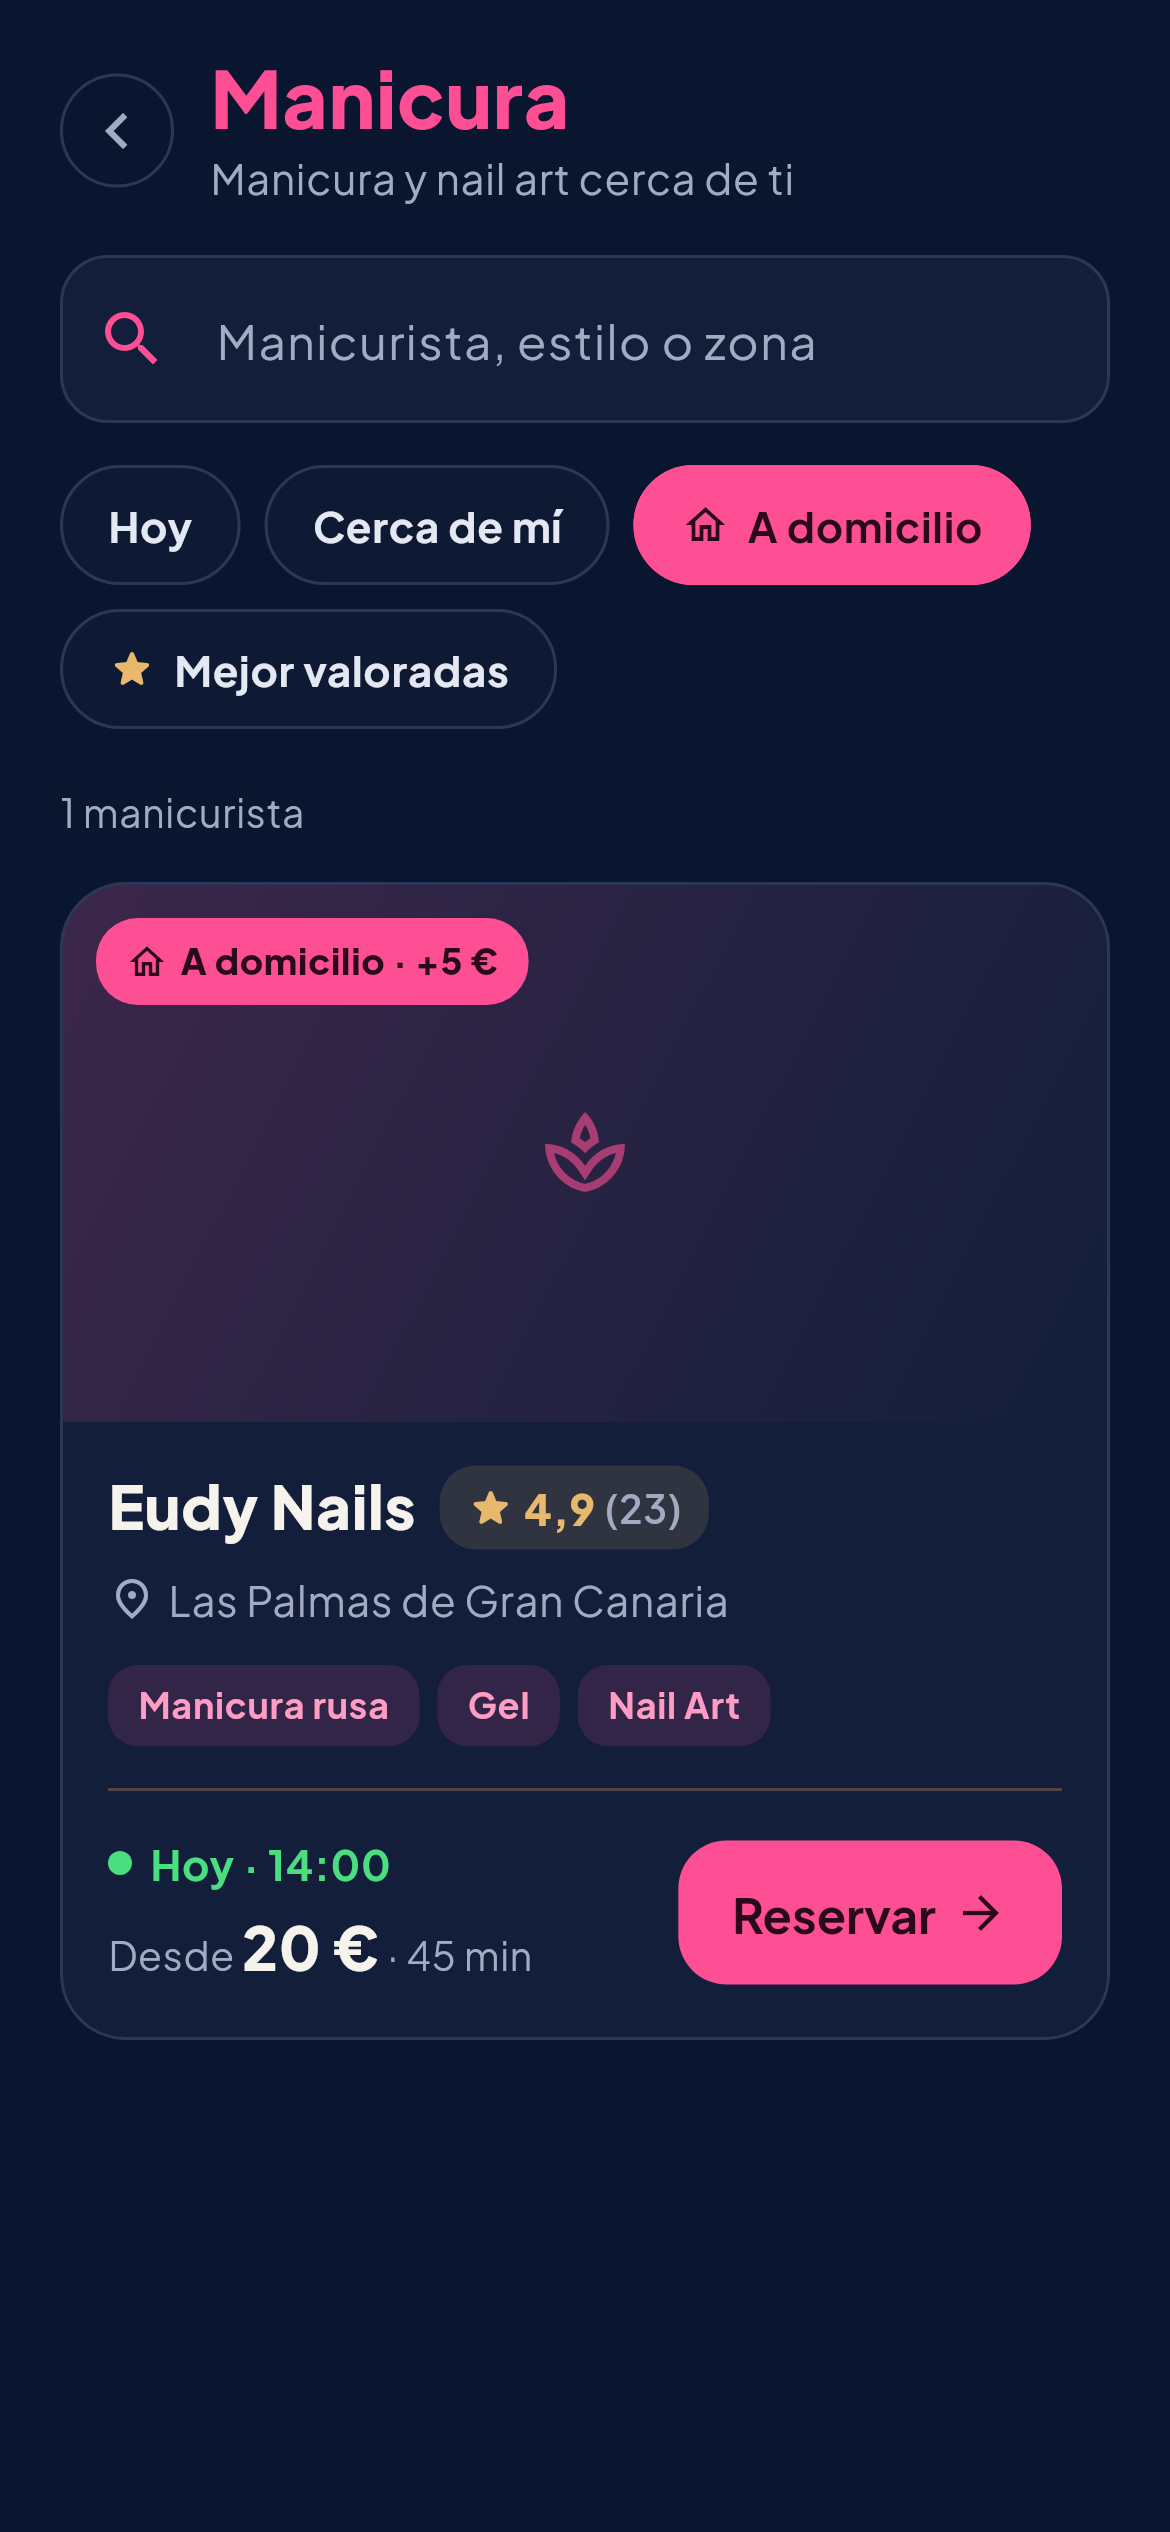 Manicura
Manicura y nail art cerca de ti
Manicurista, estilo o zona
Hoy
Cerca de mí
A domicilio
Mejor valoradas
1 manicurista
A domicilio · +5 €
Eudy Nails
4,9 (23)
Las Palmas de Gran Canaria
Manicura rusa
Gel
Nail Art
Hoy · 14:00
Desde 20 € · 45 min
Reservar